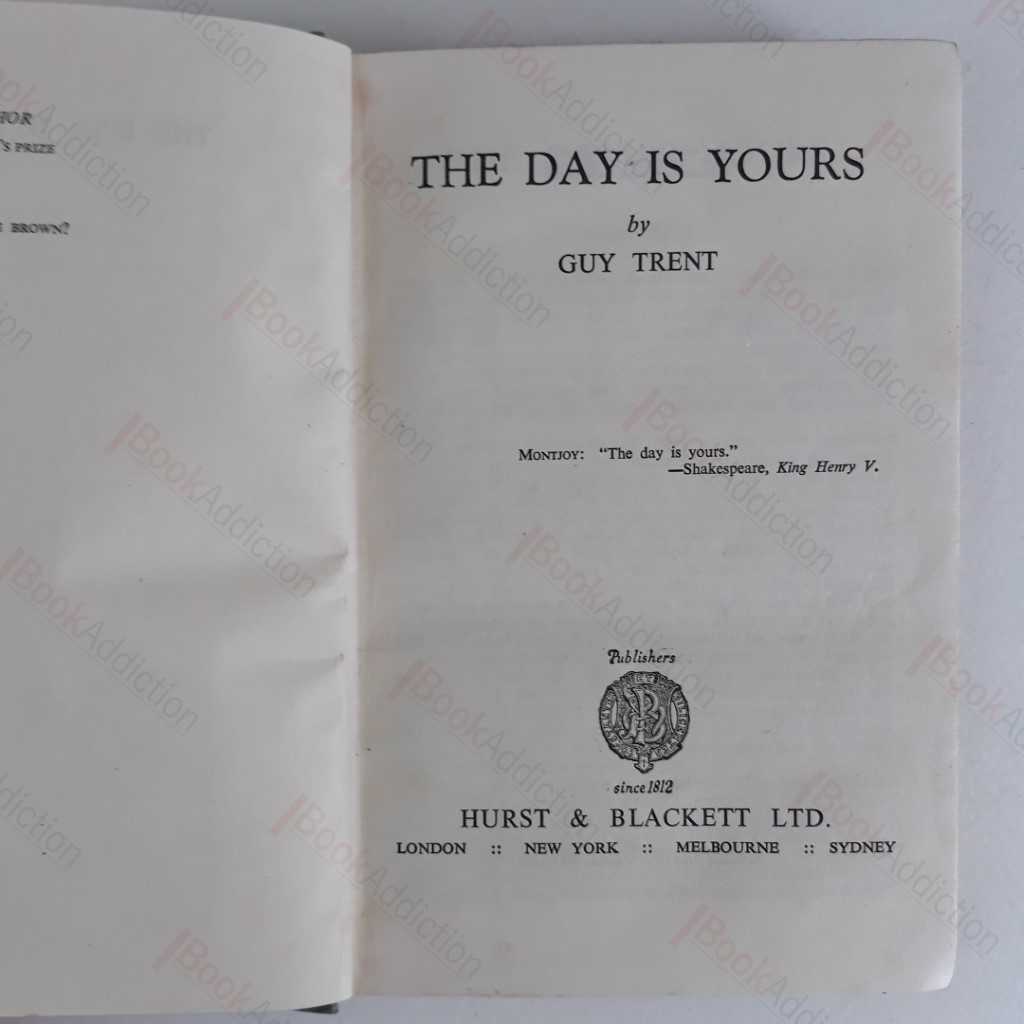 HOR
'S PRIZE
BROWN?
THE DAY IS YOURS
by
GUY TRENT
MONTJOY: “The day is yours.”
—Shakespeare, King Henry V.
Publishers
since 1812
HURST & BLACKETT LTD.
LONDON :: NEW YORK :: MELBOURNE :: SYDNEY
BookAddiction